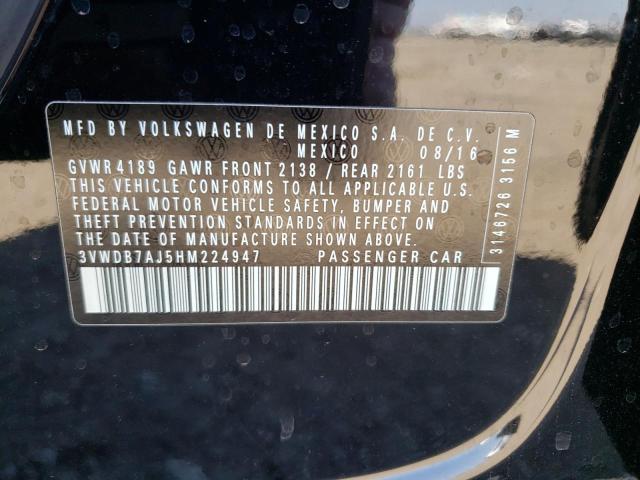 MFD BY VOLKSWAGEN DE MEXICO S.A. DE C.V.
MEXICO 08/16
GVWR 4189 GAWR FRONT 2138 / REAR 2161 LBS
THIS VEHICLE CONFORMS TO ALL APPLICABLE U.S.
FEDERAL MOTOR VEHICLE SAFETY, BUMPER AND
THEFT PREVENTION STANDARDS IN EFFECT ON
THE DATE OF MANUFACTURE SHOWN ABOVE.
3VWDB7AJ5HM224947 PASSENGER CAR
3146726 3156 M